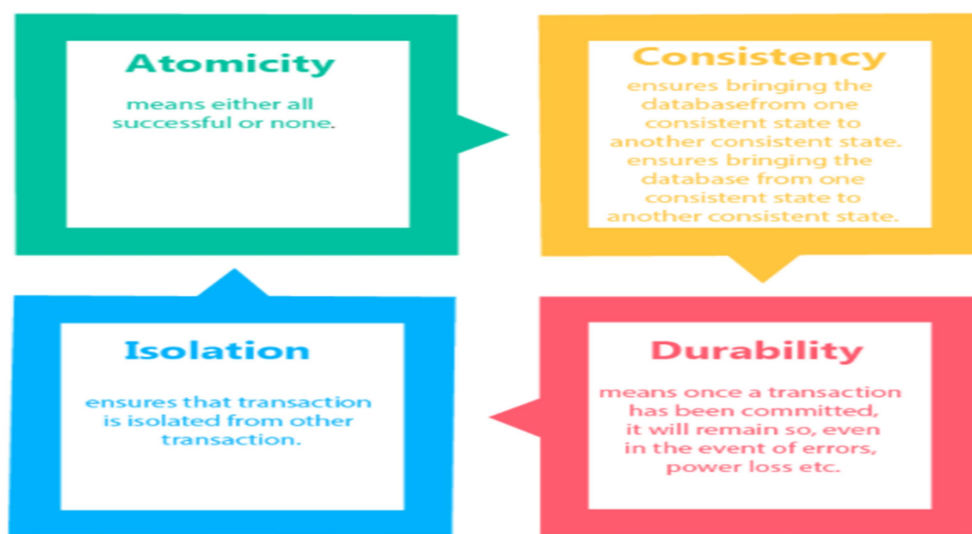 Atomicity
means either all
successful or none.
Consistency
ensures bringing the
databasefrom one
consistent state to
another consistent state.
ensures bringing the
database from one
consistent state to
another consistent state.
Isolation
ensures that transaction
is isolated from other
transaction.
Durability
means once a transaction
has been committed,
it will remain so, even
in the event of errors,
power loss etc.